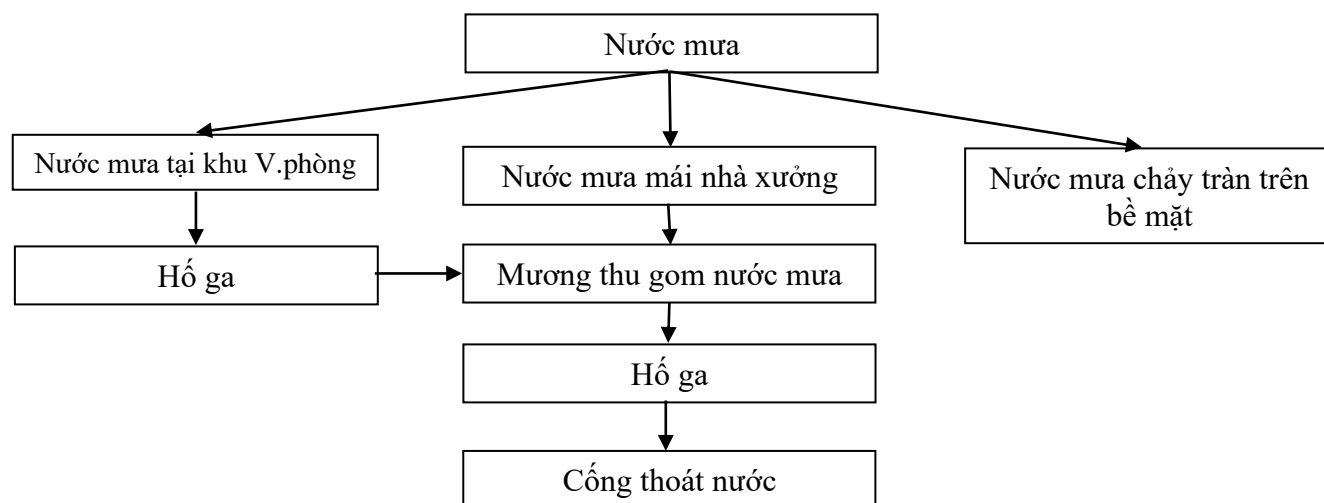 Nước mưa
Nước mưa tại khu V.phòng
Nước mưa mái nhà xưởng
Nước mưa chảy tràn trên
bề mặt
Hố ga
Mương thu gom nước mưa
Hố ga
Cống thoát nước